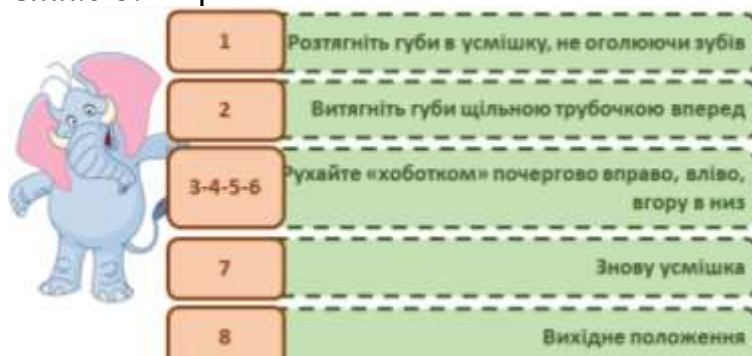 1
Розтягніть губи в усмішку, не оголюючи зубів
2
Витягніть губи щільною трубочкою вперед
3-4-5-6
Рухайте «хоботком» почергово вправо, вліво,
вгору в низ
7
Знову усмішка
8
Вихідне положення